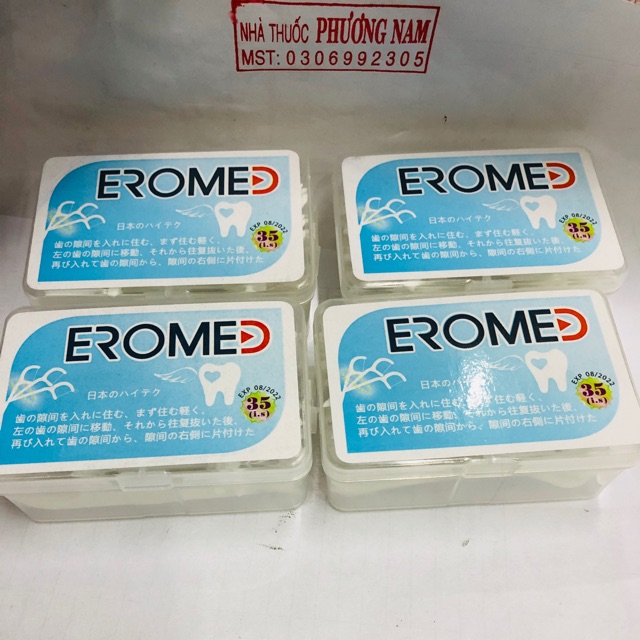 NHÀ THUỐC PHƯƠNG NAM
MST: 0306992305
EROMED
日本のハイテク
歯の隙间を入れに住む、まず住む軽く、
左の隙间に移動、それから往复抜いた後、
再び入れて歯の隙间から、隙间の右側に片付けた
EXP 08/2022
35
(Ls)
EROMED
日本のハイテク
歯の隙间を入れに住む、まず住む軽く、
左の歯の隙间に移動、それから往复抜いた後、
再び入れて歯の隙间から、隙间の右側に片付けた
EXP 08/2022
35
(Ls)
EROMED
日本のハイテク
歯の隙间を入れに住む、まず住む軽く、
左の歯の隙间に移動、それから往复抜いた後、
再び入れて歯の隙间から、隙间の右側に片付けた
EXP 08/2022
35
(Ls)
EROMED
日本のハイテク
歯の隙间を入れに住む、まず住む軽く、
左の歯の隙间に移動、それから往复抜いた後、
再び入れて歯の隙间から、隙间の右側に片付けた
EXP 08/2022
35
(Ls)